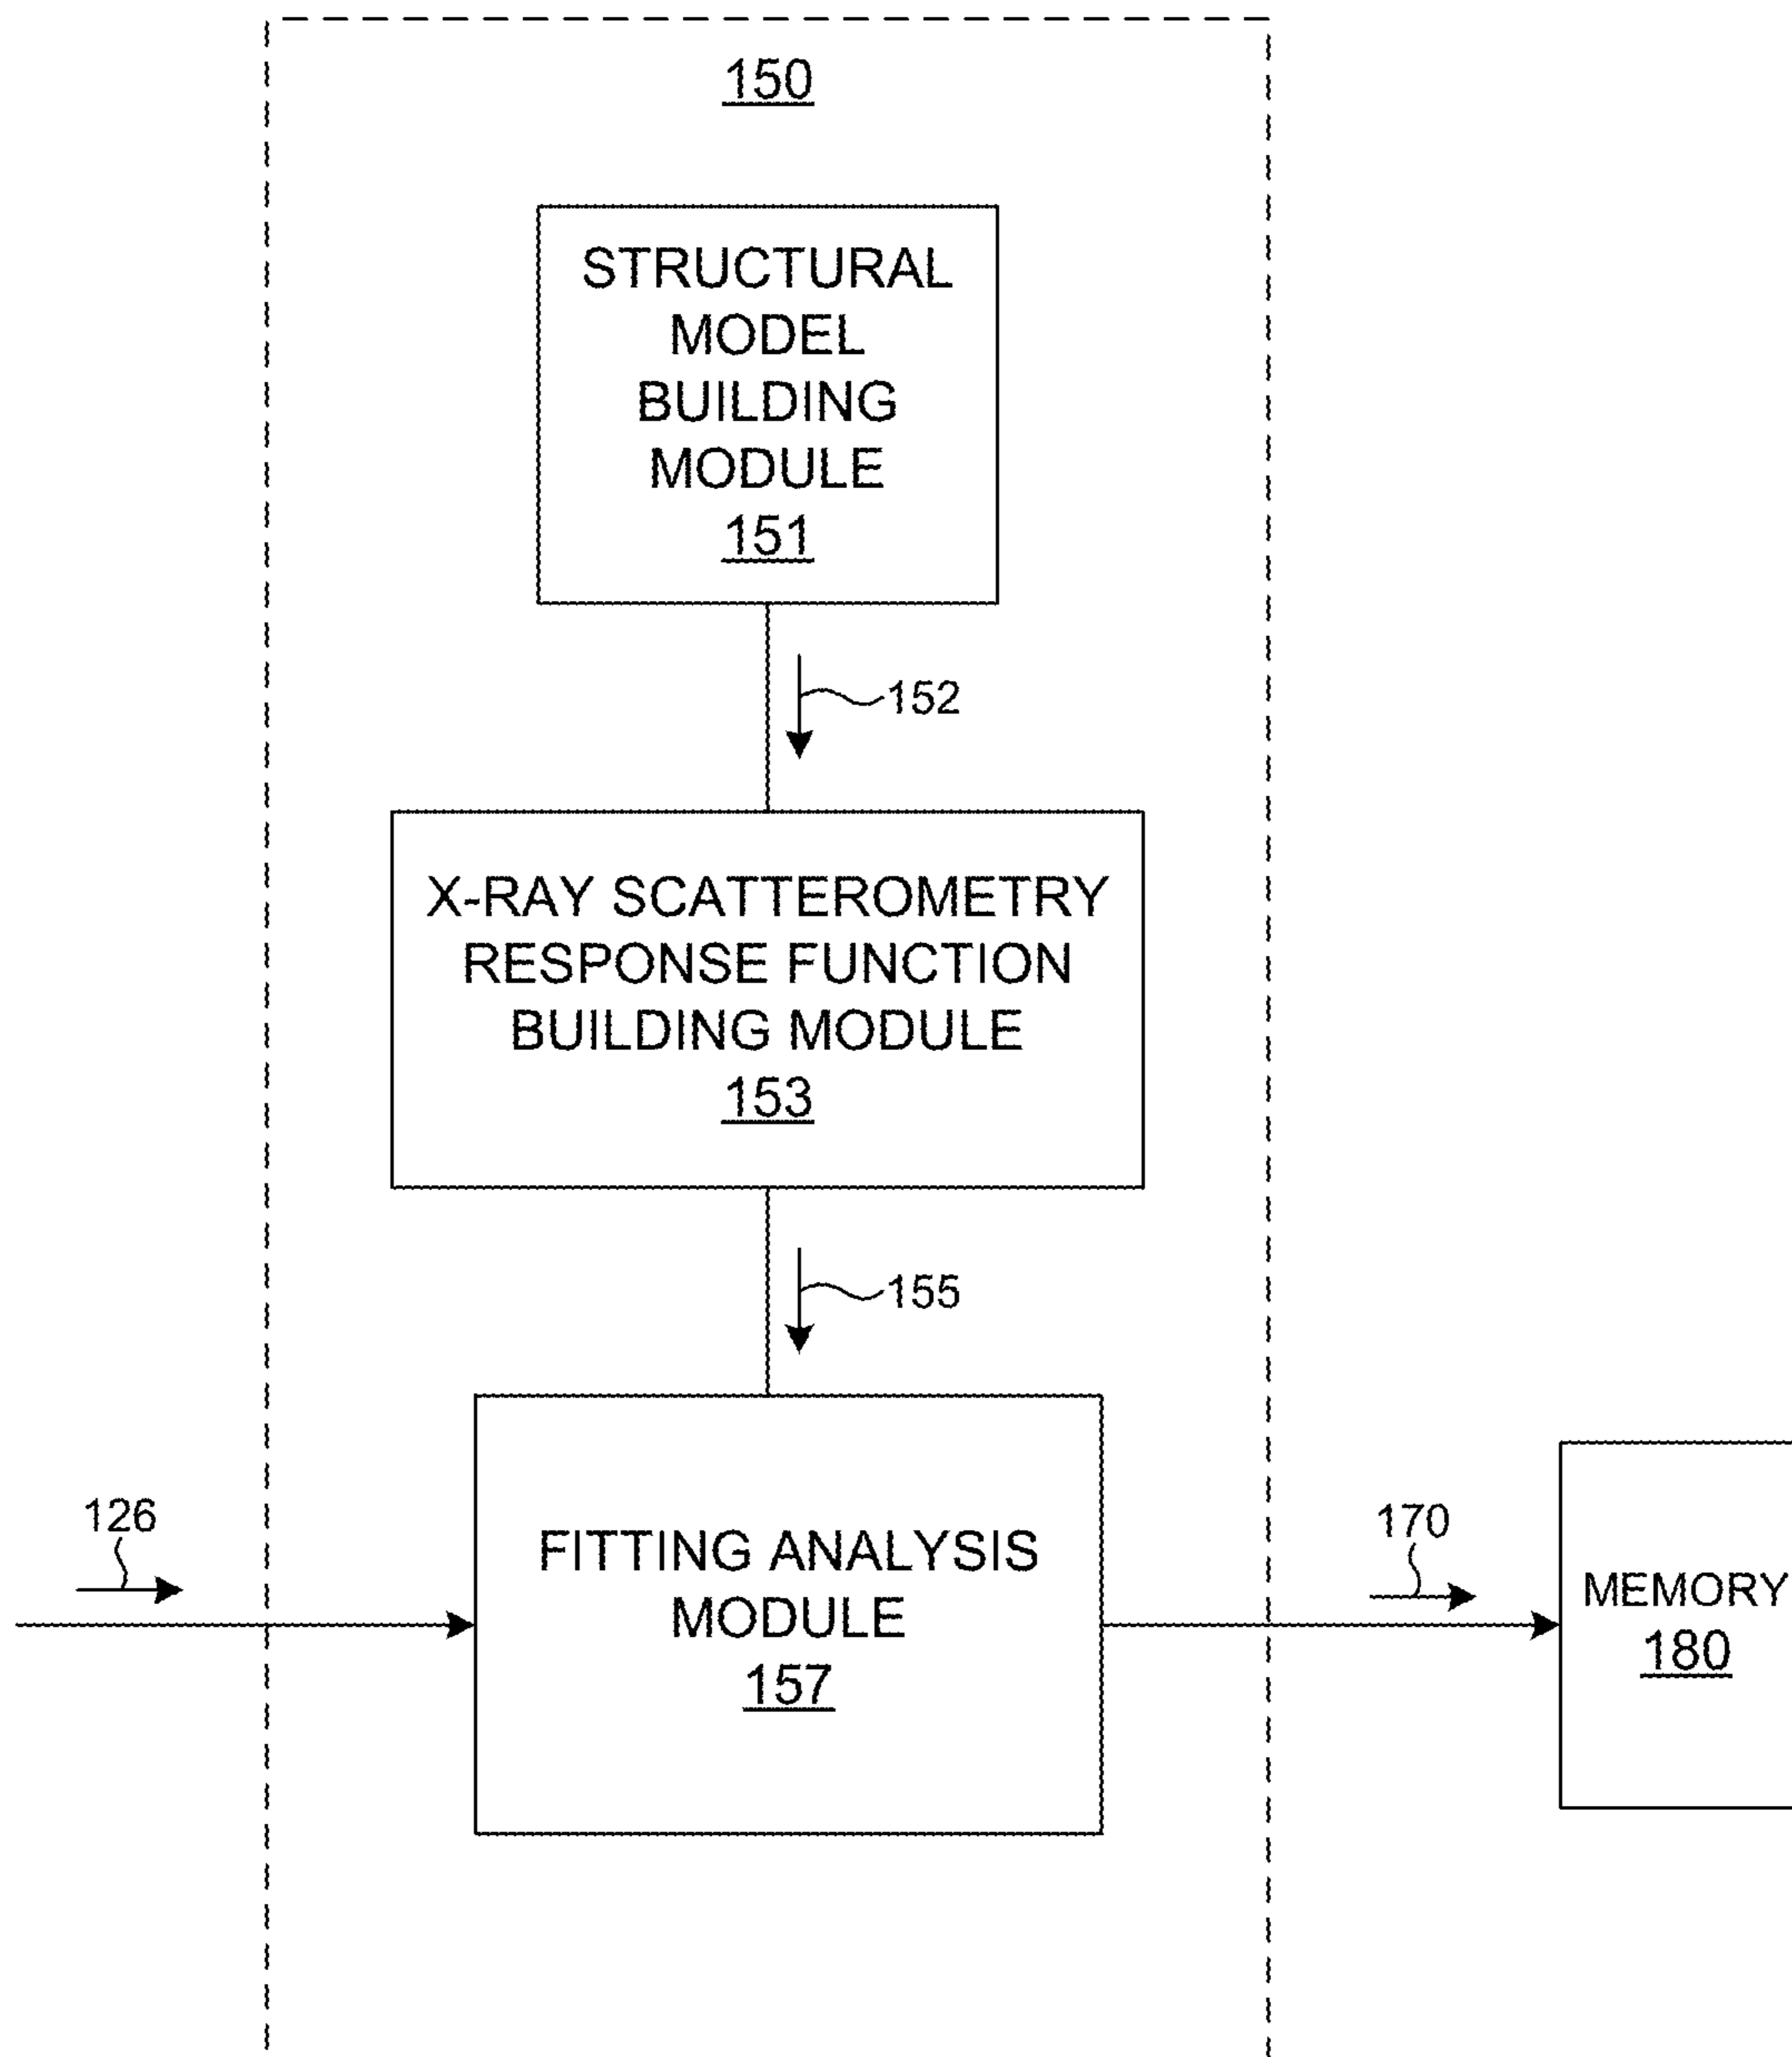 150
STRUCTURAL
MODEL
BUILDING
MODULE
151
152
X-RAY SCATTEROMETRY
RESPONSE FUNCTION
BUILDING MODULE
153
155
126
FITTING ANALYSIS
MODULE
157
170
MEMORY
180